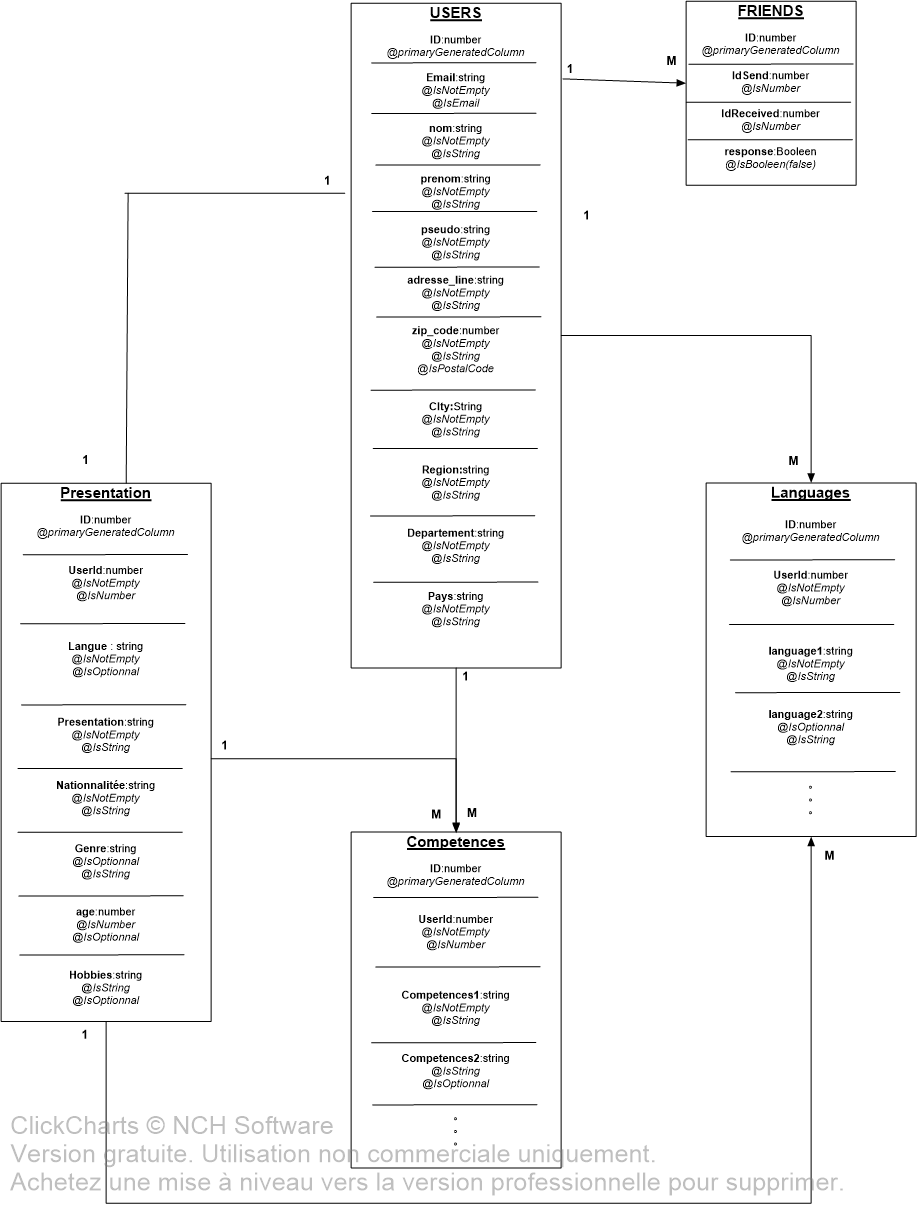 USERS
ID:number
@primaryGeneratedColumn
Email:string
@IsNotEmpty
@IsEmail
nom:string
@IsNotEmpty
@IsString
prenom:string
@IsNotEmpty
@IsString
pseudo:string
@IsNotEmpty
@IsString
adresse_line:string
@IsNotEmpty
@IsString
zip_code:number
@IsNotEmpty
@IsString
@IsPostalCode
CIty:String
@IsNotEmpty
@IsString
Region:string
@IsNotEmpty
@IsString
Departement:string
@IsNotEmpty
@IsString
Pays:string
@IsNotEmpty
@IsString
FRIENDS
ID:number
@primaryGeneratedColumn
IdSend:number
@IsNumber
IdReceived:number
@IsNumber
response:Booleen
@IsBooleen(false)
1
M
1
1
1
M
1
1
M
M
1
M
Presentation
ID:number
@primaryGeneratedColumn
UserId:number
@IsNotEmpty
@IsNumber
Langue : string
@IsNotEmpty
@IsOptionnal
Presentation:string
@IsNotEmpty
@IsString
Nationnalitée:string
@IsNotEmpty
@IsString
Genre:string
@IsOptionnal
@IsString
age:number
@IsNumber
@IsOptionnal
Hobbies:string
@IsString
@IsOptionnal
Languages
ID:number
@primaryGeneratedColumn
UserId:number
@IsNotEmpty
@IsNumber
language1:string
@IsNotEmpty
@IsString
language2:string
@IsOptionnal
@IsString
Competences
ID:number
@primaryGeneratedColumn
UserId:number
@IsNotEmpty
@IsNumber
Competences1:string
@IsNotEmpty
@IsString
Competences2:string
@IsString
@IsOptionnal
ClickCharts © NCH Software
Version gratuite. Utilisation non commerciale uniquement.
Achetez une mise à niveau vers la version professionnelle pour supprimer.